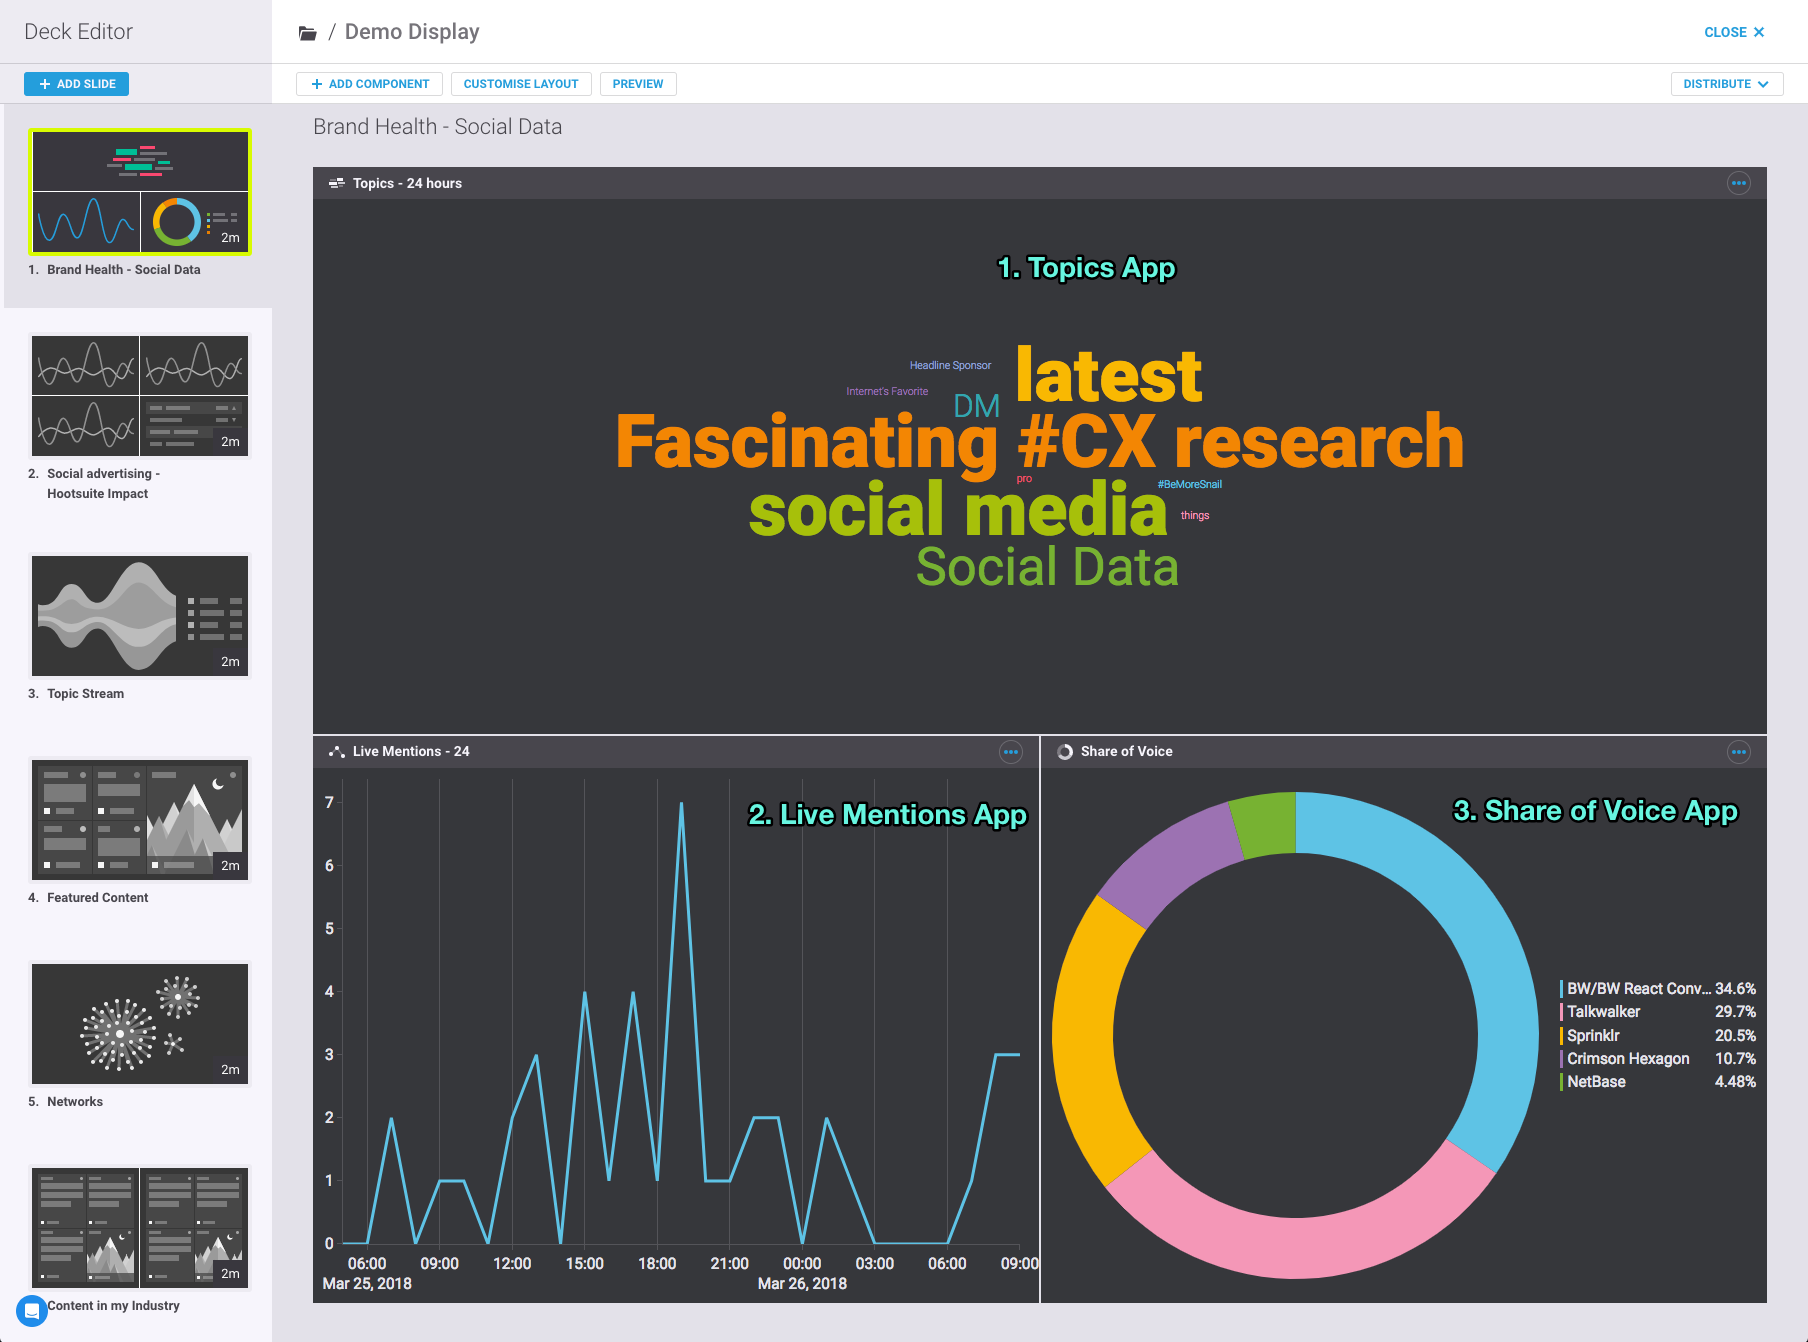 Deck Editor
/ Demo Display
CLOSE ✕
+ ADD SLIDE
+ ADD COMPONENT
CUSTOMISE LAYOUT
PREVIEW
DISTRIBUTE
2m
1. Brand Health - Social Data
2m
2. Social advertising -
Hootsuite Impact
2m
3. Topic Stream
2m
4. Featured Content
2m
5. Networks
2m
Content in my Industry
Brand Health - Social Data
Topics - 24 hours
1. Topics App
Headline Sponsor
latest
Internet's Favorite
DM
Fascinating #CX research
pro
#BeMoreSnail
social media
things
Social Data
Live Mentions - 24
2. Live Mentions App
7
6
5
4
3
2
1
0
06:00 09:00 12:00 15:00 18:00 21:00 00:00 03:00 06:00 09:00
Mar 25, 2018 Mar 26, 2018
Share of Voice
3. Share of Voice App
BW/BW React Conv... 34.6%
Talkwalker 29.7%
Sprinklr 20.5%
Crimson Hexagon 10.7%
NetBase 4.48%